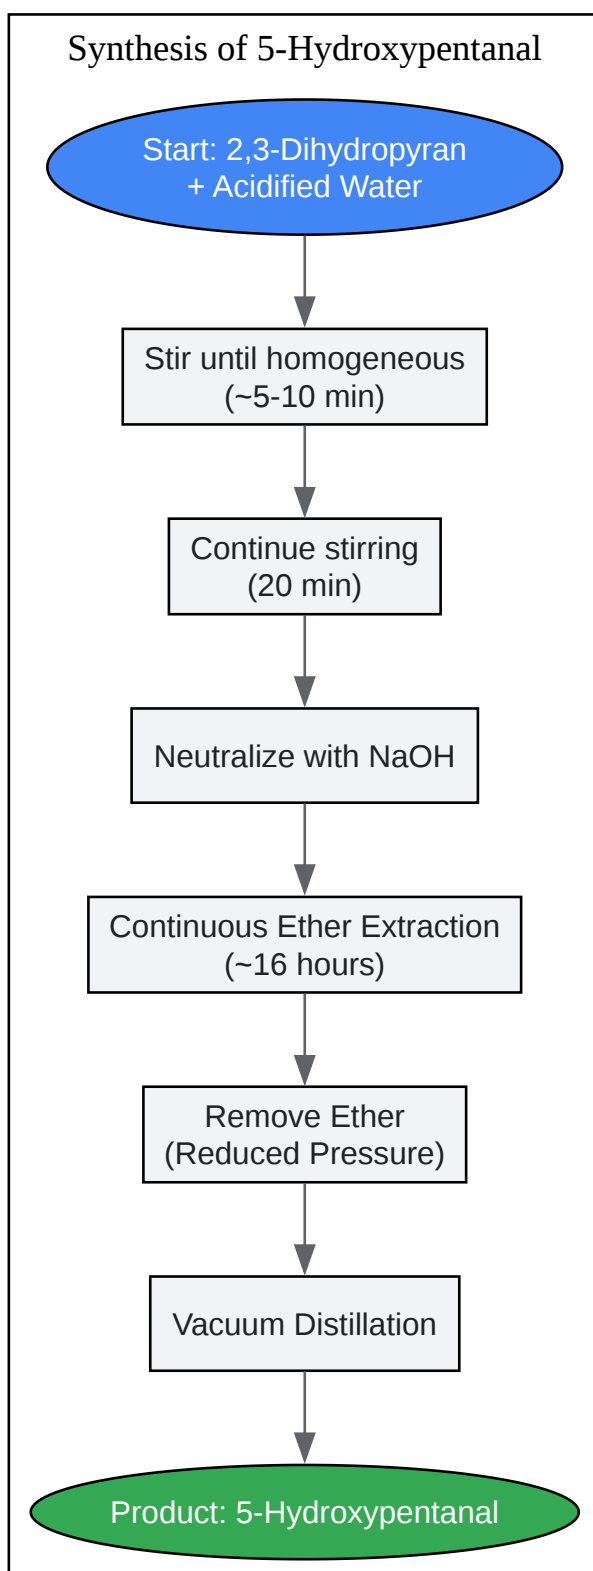 Synthesis of 5-Hydroxypentanal
Start: 2,3-Dihydropyran
+ Acidified Water
Stir until homogeneous
(~5-10 min)
Continue stirring
(20 min)
Neutralize with NaOH
Continuous Ether Extraction
(~16 hours)
Remove Ether
(Reduced Pressure)
Vacuum Distillation
Product: 5-Hydroxypentanal